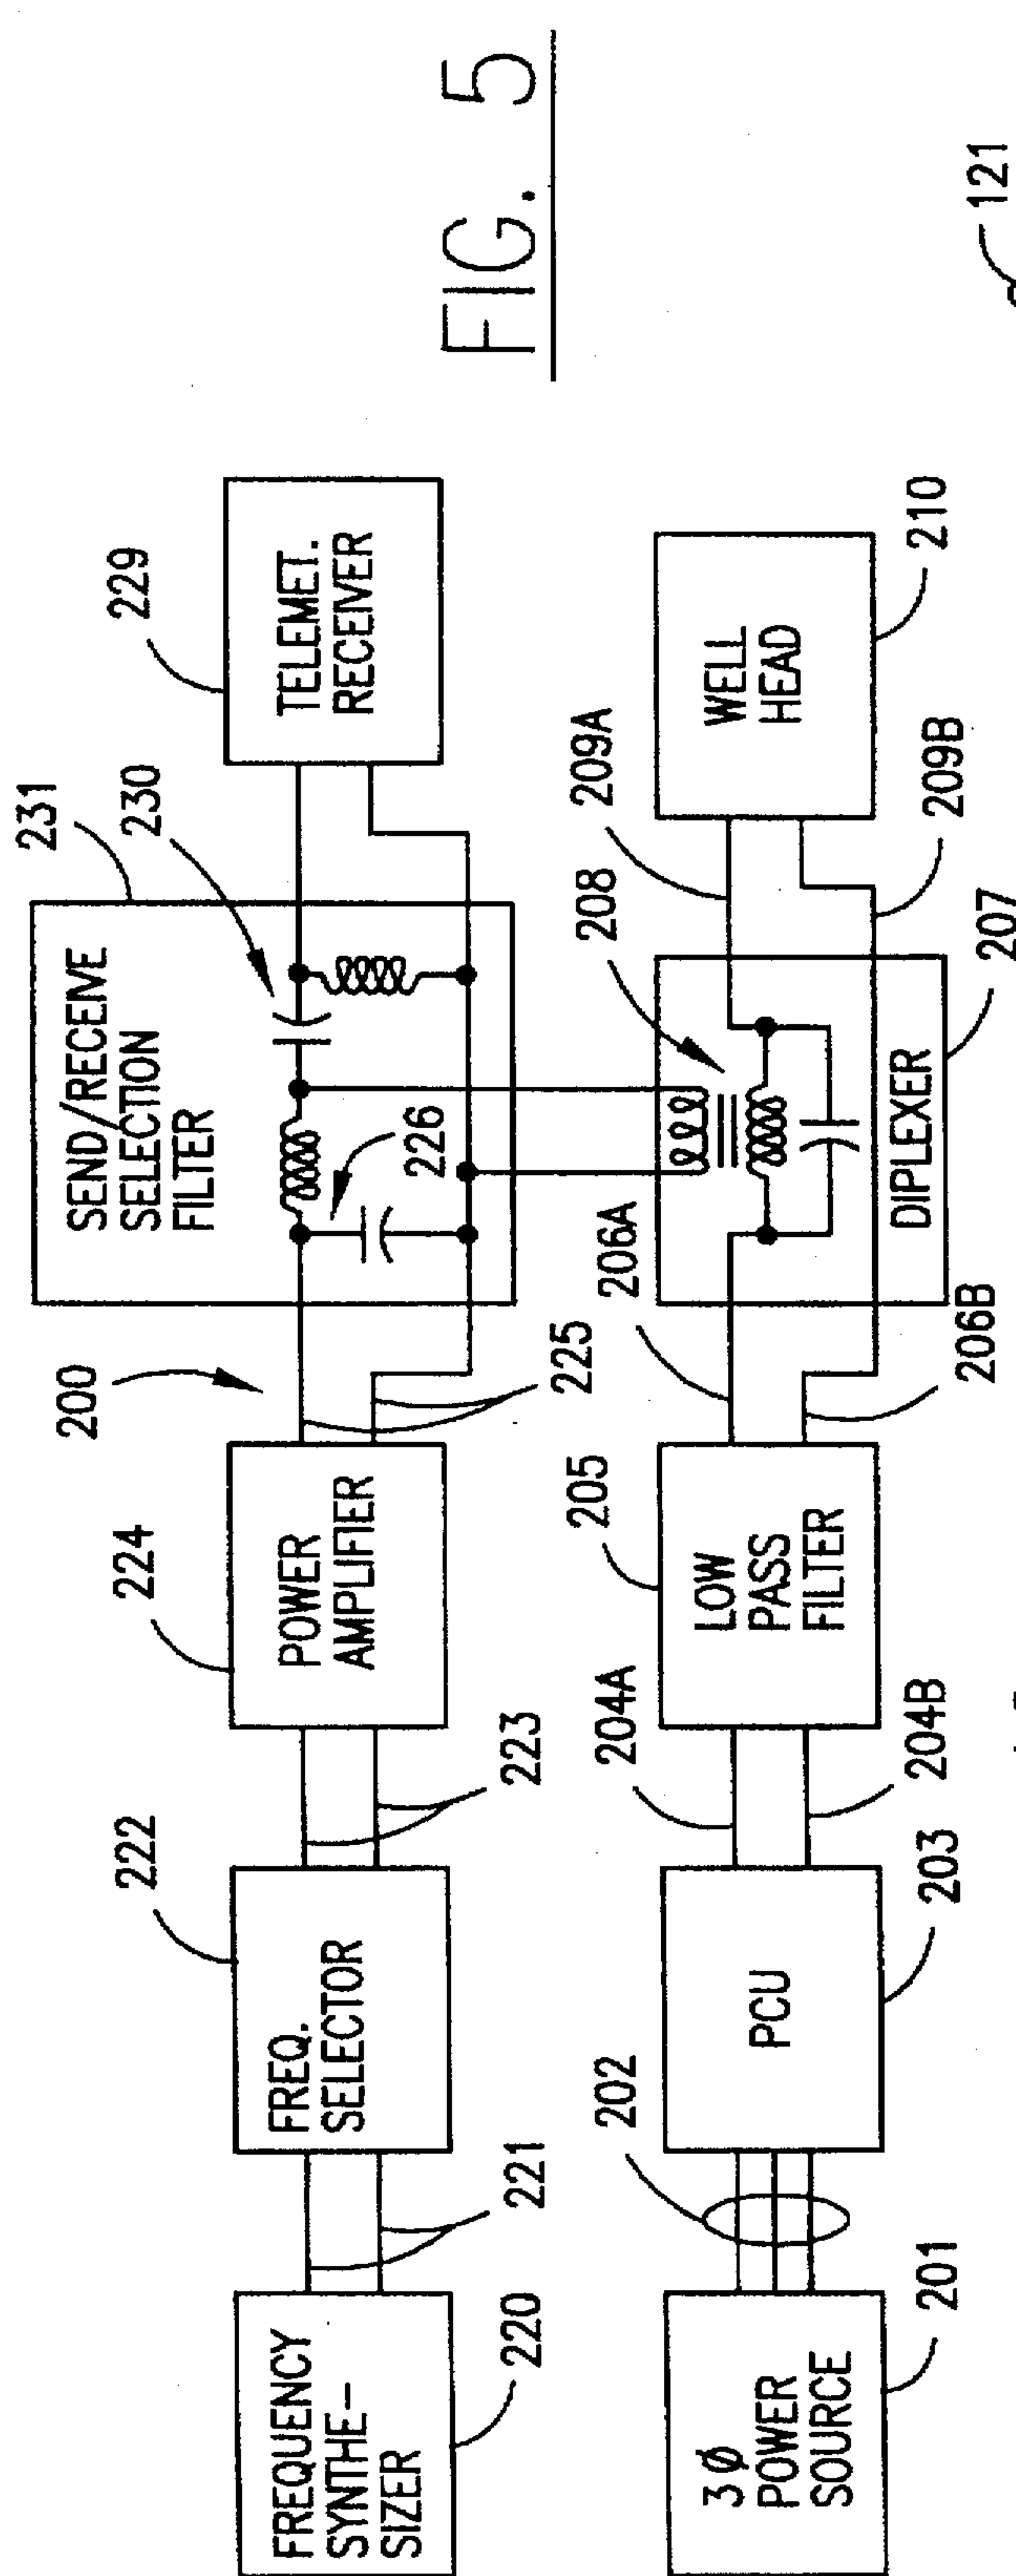 FIG. 5
121
231
SEND/RECEIVE
SELECTION
FILTER
230
229
TELEMET.
RECEIVER
226
200
225
224
POWER
AMPLIFIER
223
222
FREQ.
SELECTOR
221
FREQUENCY
SYNTHE-
SIZER
220
3Ø
POWER
SOURCE
201
202
PCU
203
204A
204B
205
LOW
PASS
FILTER
206A
206B
208
DIPLEXER
207
209A
209B
WELL
HEAD
210